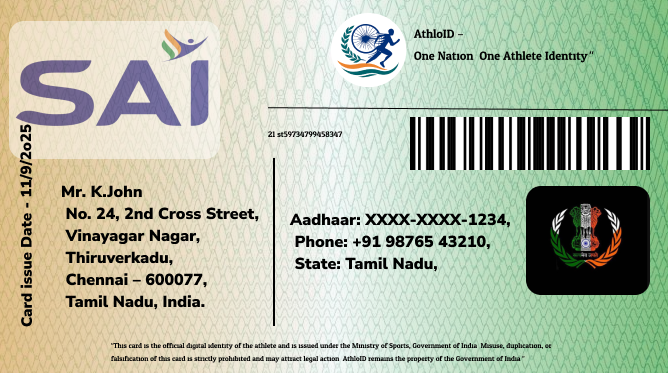 SAI
AthloID –
One Nation One Athlete Identity"
21 st59734799458347
Card issue Date - 11/9/2o25
Mr. K.John
No. 24, 2nd Cross Street,
Vinayagar Nagar,
Thiruverkadu,
Chennai – 600077,
Tamil Nadu, India.
Aadhaar: XXXX-XXXX-1234,
Phone: +91 98765 43210,
State: Tamil Nadu,
"This card is the official digital identity of the athlete and is issued under the Ministry of Sports, Government of India Misuse, duplication, or
falsification of this card is strictly prohibited and may attract legal action AthloID remains the property of the Government of India"